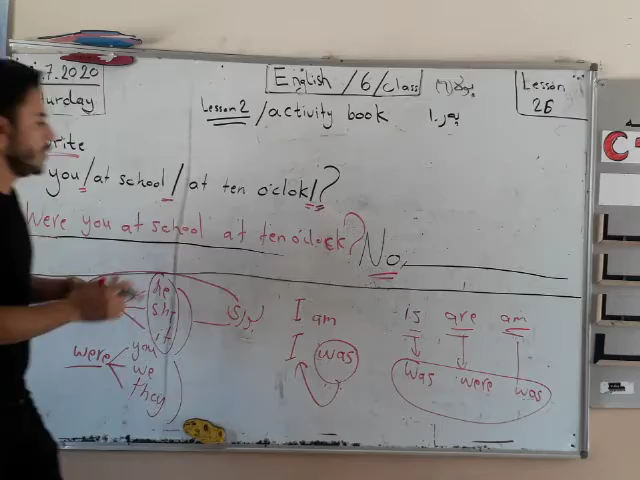 .7.2020
urday
English /6/class
Lesson
26
Lesson 2 /activity book
rite
you/at school / at ten o'clok/?
Were you at school at ten o'clock? No,
he
she
it
were
you
we
they
I am
I was
is are am
was were was